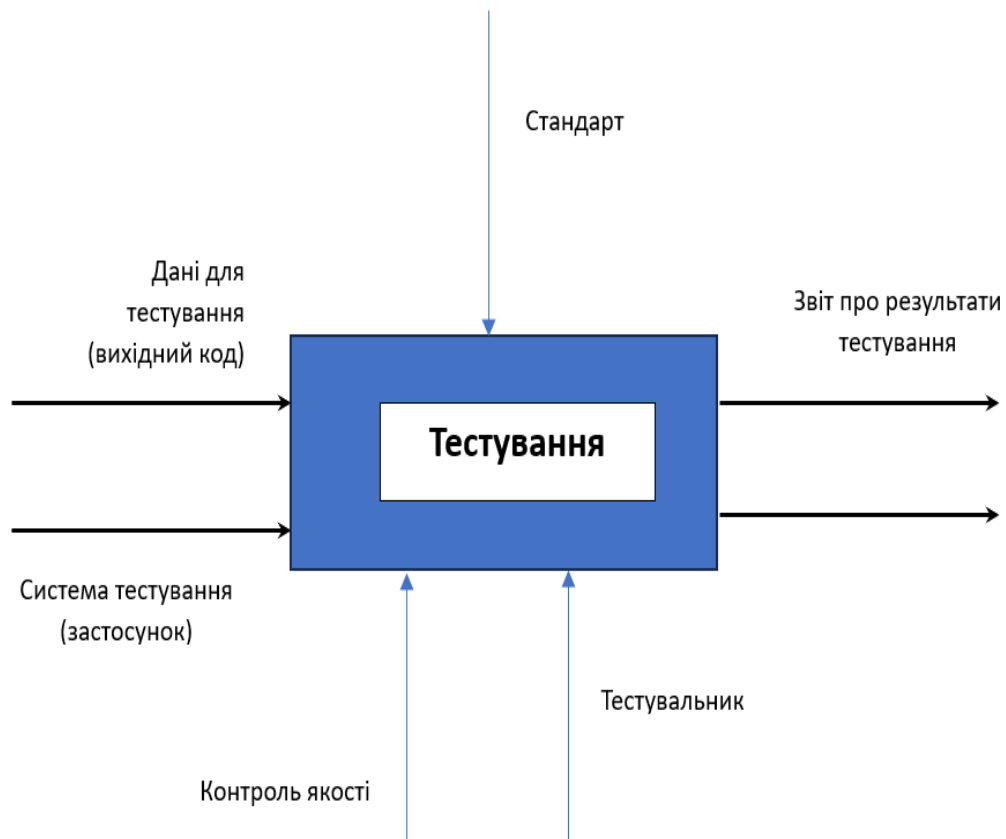 Стандарт
Дані для
тестування
(вихідний код)
Звіт про результати
тестування
Тестування
Система тестування
(застосунок)
Тестувальник
Контроль якості